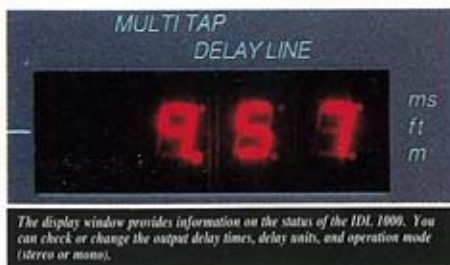 MULTI TAP
DELAY LINE
9.5 7
ms
ft
m
The display window provides information on the status of the IDL 1000. You
can check or change the output delay times, delay units, and operation mode
(stereo or mono).